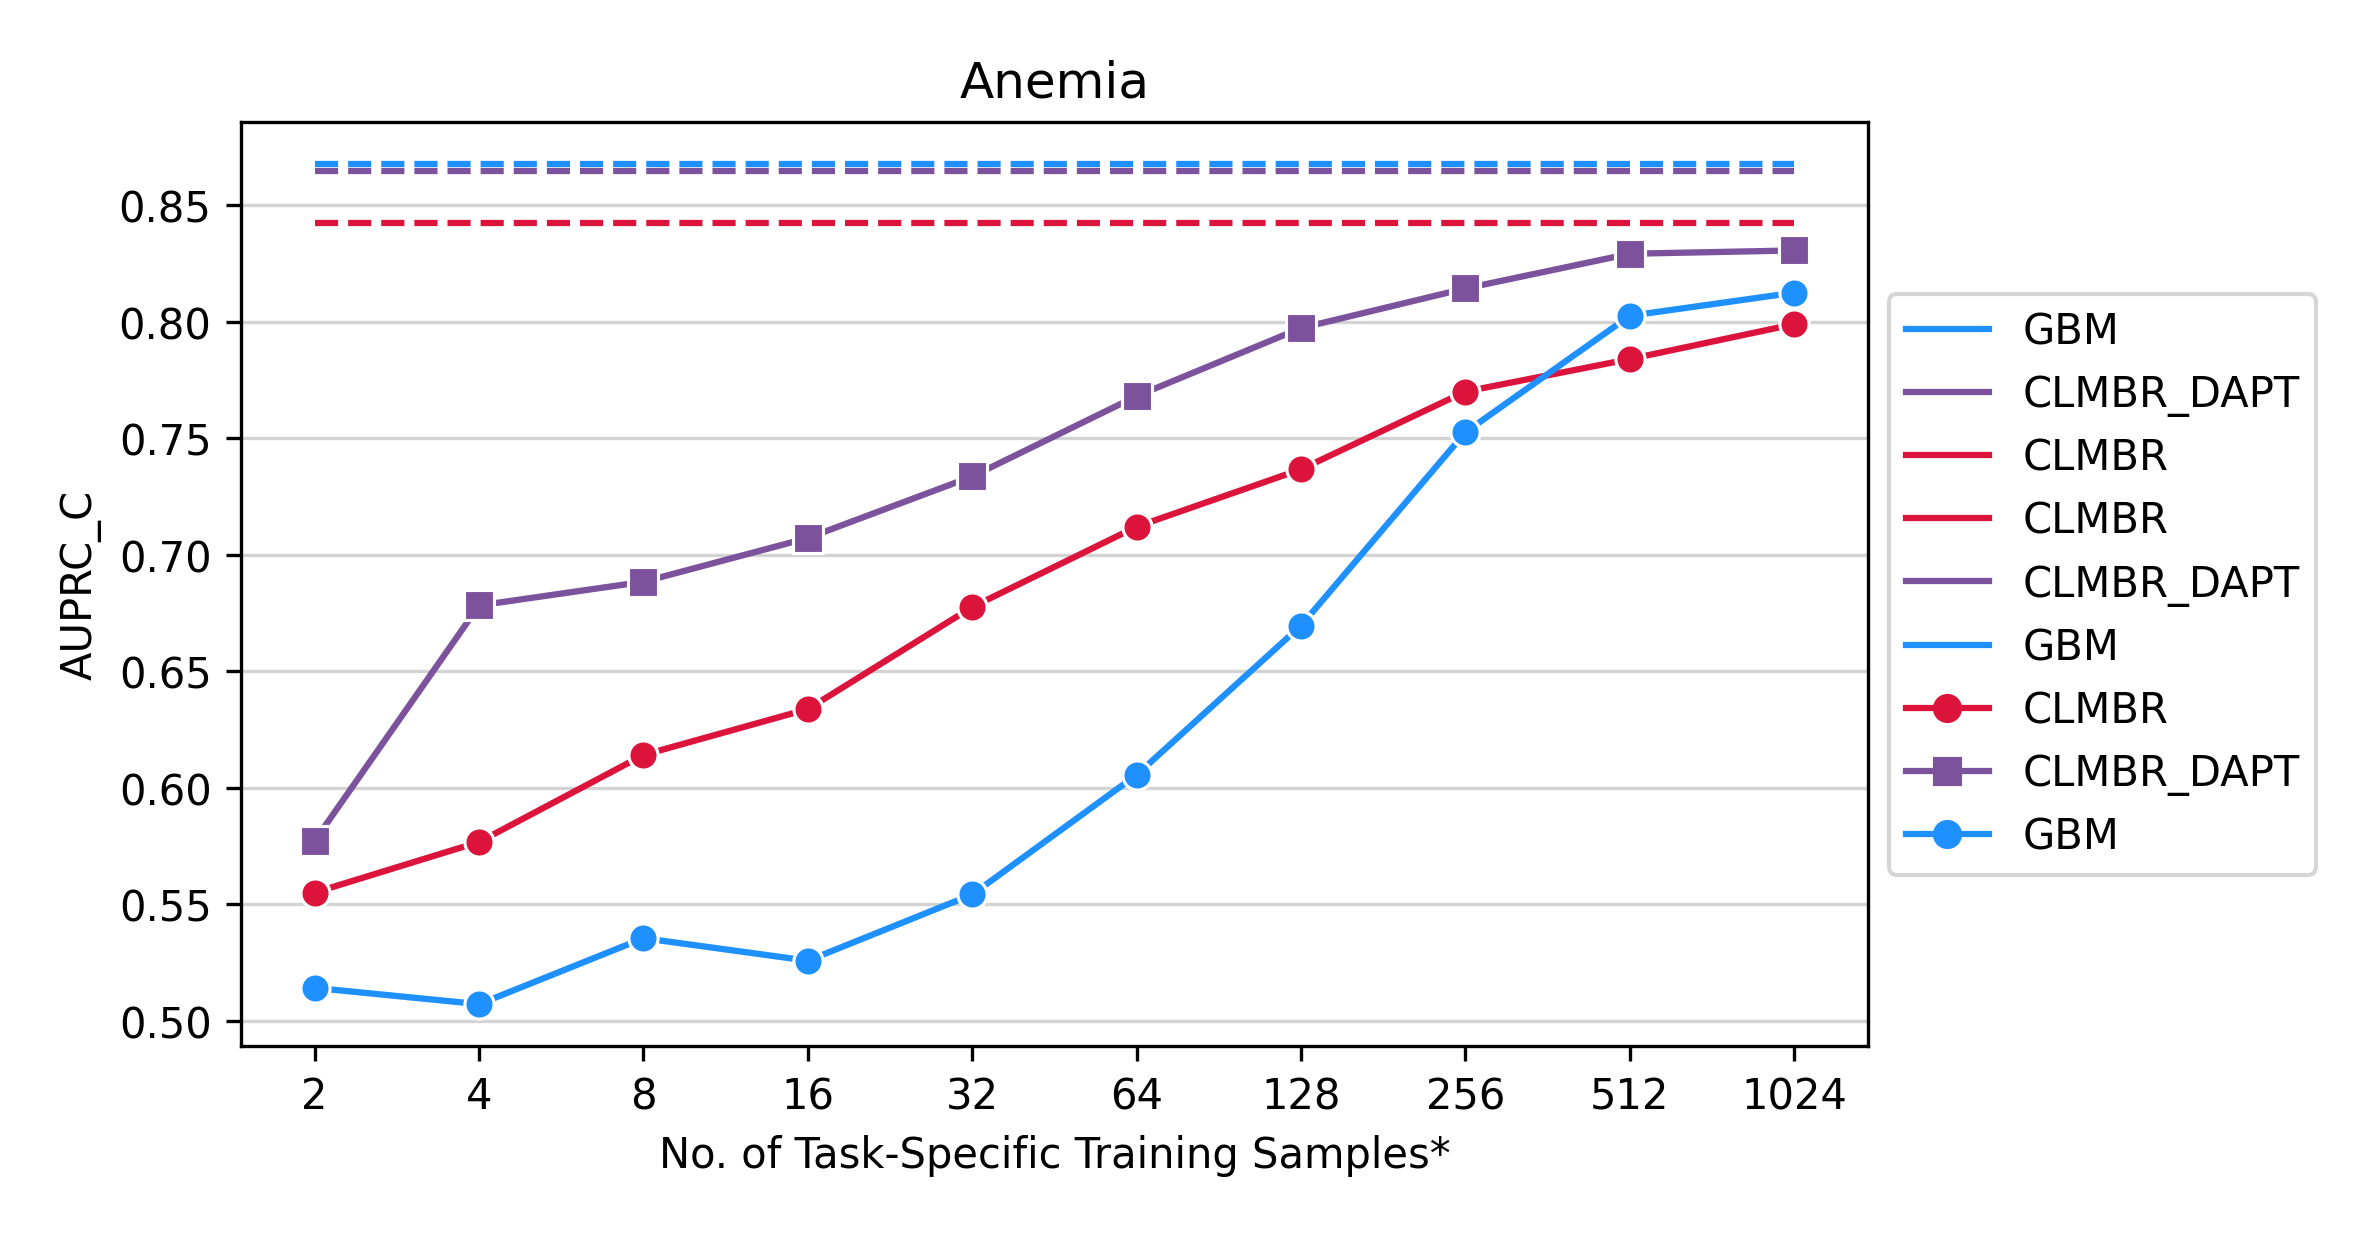 Anemia
AUPRC_C
0.85
0.80
0.75
0.70
0.65
0.60
0.55
0.50
2 4 8 16 32 64 128 256 512 1024
No. of Task-Specific Training Samples*
GBM
CLMBR_DAPT
CLMBR
CLMBR
CLMBR_DAPT
GBM
CLMBR
CLMBR_DAPT
GBM